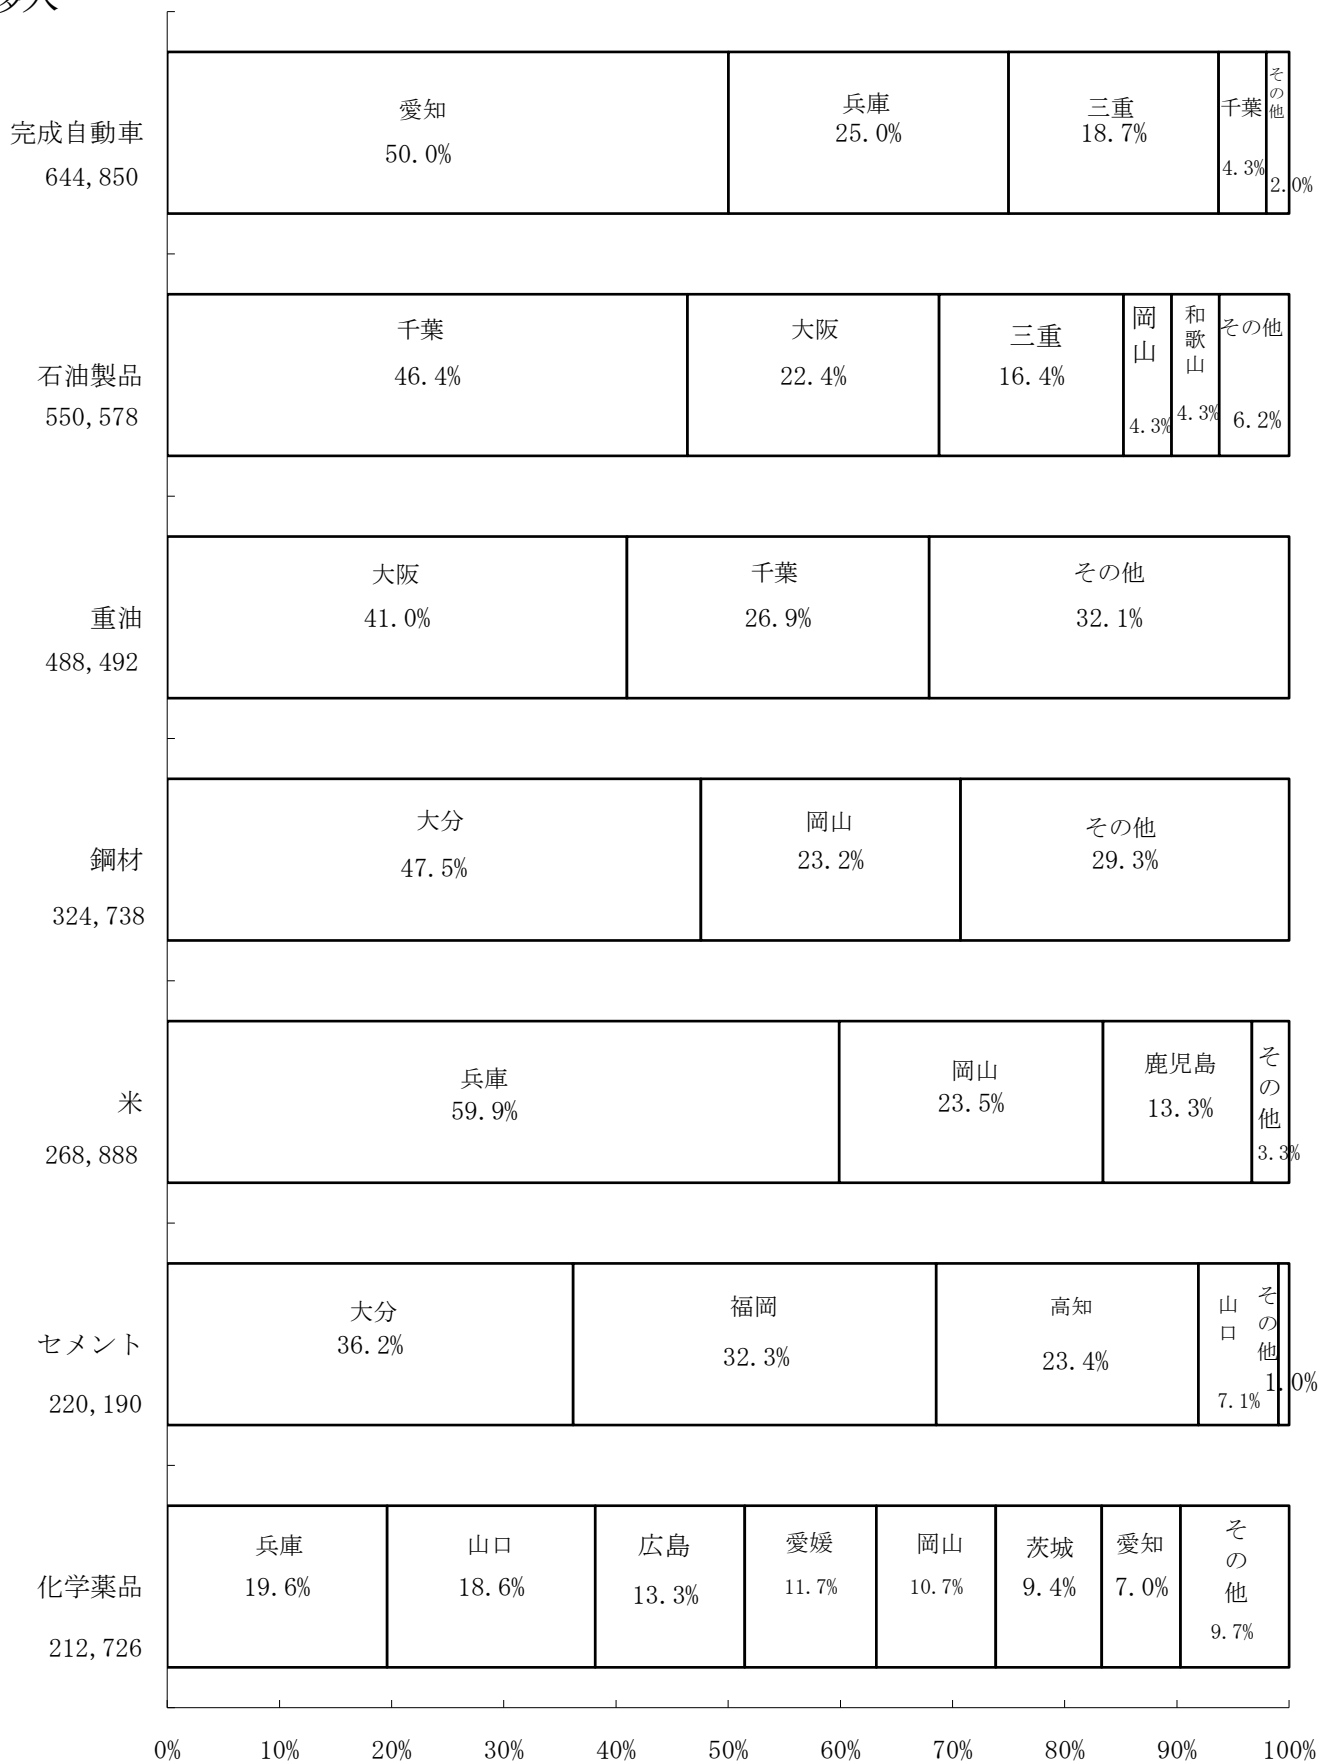 移入
愛知 兵庫 三重 千葉 その他
完成自動車 50.0% 25.0% 18.7% 4.3% 2.0%
644,850
千葉 大阪 三重 岡山 和歌山 その他
石油製品 46.4% 22.4% 16.4% 4.3% 4.3% 6.2%
550,578
大阪 千葉 その他
重油 41.0% 26.9% 32.1%
488,492
大分 岡山 その他
鋼材 47.5% 23.2% 29.3%
324,738
兵庫 岡山 鹿児島 その他
米 59.9% 23.5% 13.3% 3.3%
268,888
大分 福岡 高知 山口 その他
セメント 36.2% 32.3% 23.4% 7.1% 1.0%
220,190
兵庫 山口 広島 愛媛 岡山 茨城 愛知 その他
化学薬品 19.6% 18.6% 13.3% 11.7% 10.7% 9.4% 7.0% 9.7%
212,726
0% 10% 20% 30% 40% 50% 60% 70% 80% 90% 100%